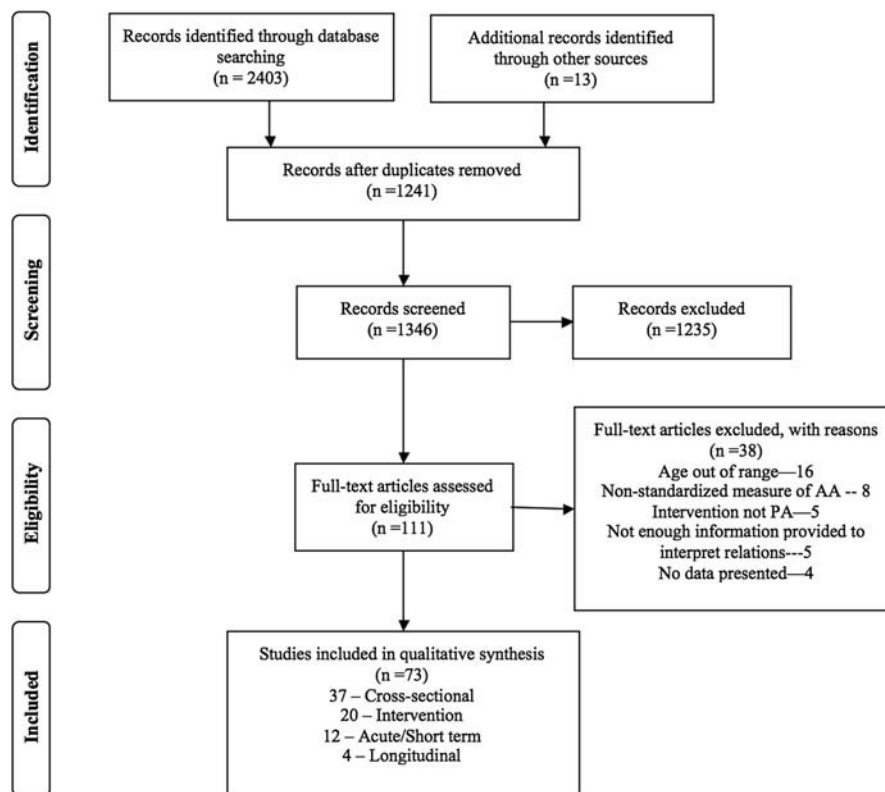 Identification
Records identified through database
searching
(n = 2403)
Additional records identified
through other sources
(n =13)
Records after duplicates removed
(n =1241)
Screening
Records screened
(n =1346)
Records excluded
(n =1235)
Eligibility
Full-text articles assessed
for eligibility
(n =111)
Full-text articles excluded, with reasons
(n =38)
Age out of range—16
Non-standardized measure of AA -- 8
Intervention not PA—5
Not enough information provided to
interpret relations---5
No data presented—4
Included
Studies included in qualitative synthesis
(n =73)
37 – Cross-sectional
20 – Intervention
12 – Acute/Short term
4 – Longitudinal